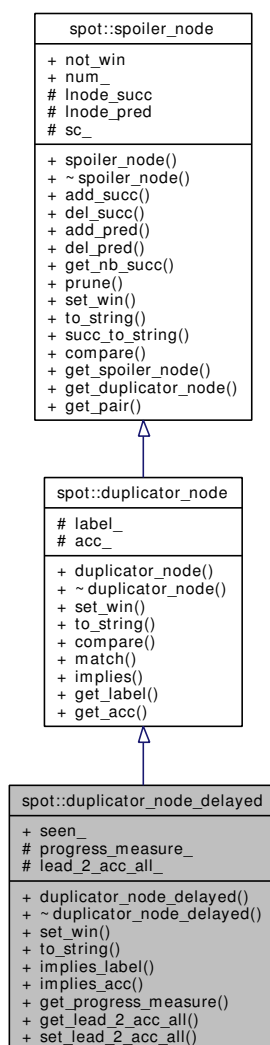 spot::spoiler_node
+ not_win
+ num_
# lnode_succ
# lnode_pred
# sc_
+ spoiler_node()
+ ~ spoiler_node()
+ add_succ()
+ del_succ()
+ add_pred()
+ del_pred()
+ get_nb_succ()
+ prune()
+ set_win()
+ to_string()
+ succ_to_string()
+ compare()
+ get_spoiler_node()
+ get_duplicator_node()
+ get_pair()
spot::duplicator_node
# label_
# acc_
+ duplicator_node()
+ ~ duplicator_node()
+ set_win()
+ to_string()
+ compare()
+ match()
+ implies()
+ get_label()
+ get_acc()
spot::duplicator_node_delayed
+ seen_
# progress_measure_
# lead_2_acc_all_
+ duplicator_node_delayed()
+ ~ duplicator_node_delayed()
+ set_win()
+ to_string()
+ implies_label()
+ implies_acc()
+ get_progress_measure()
+ get_lead_2_acc_all()
+ set_lead_2_acc_all()